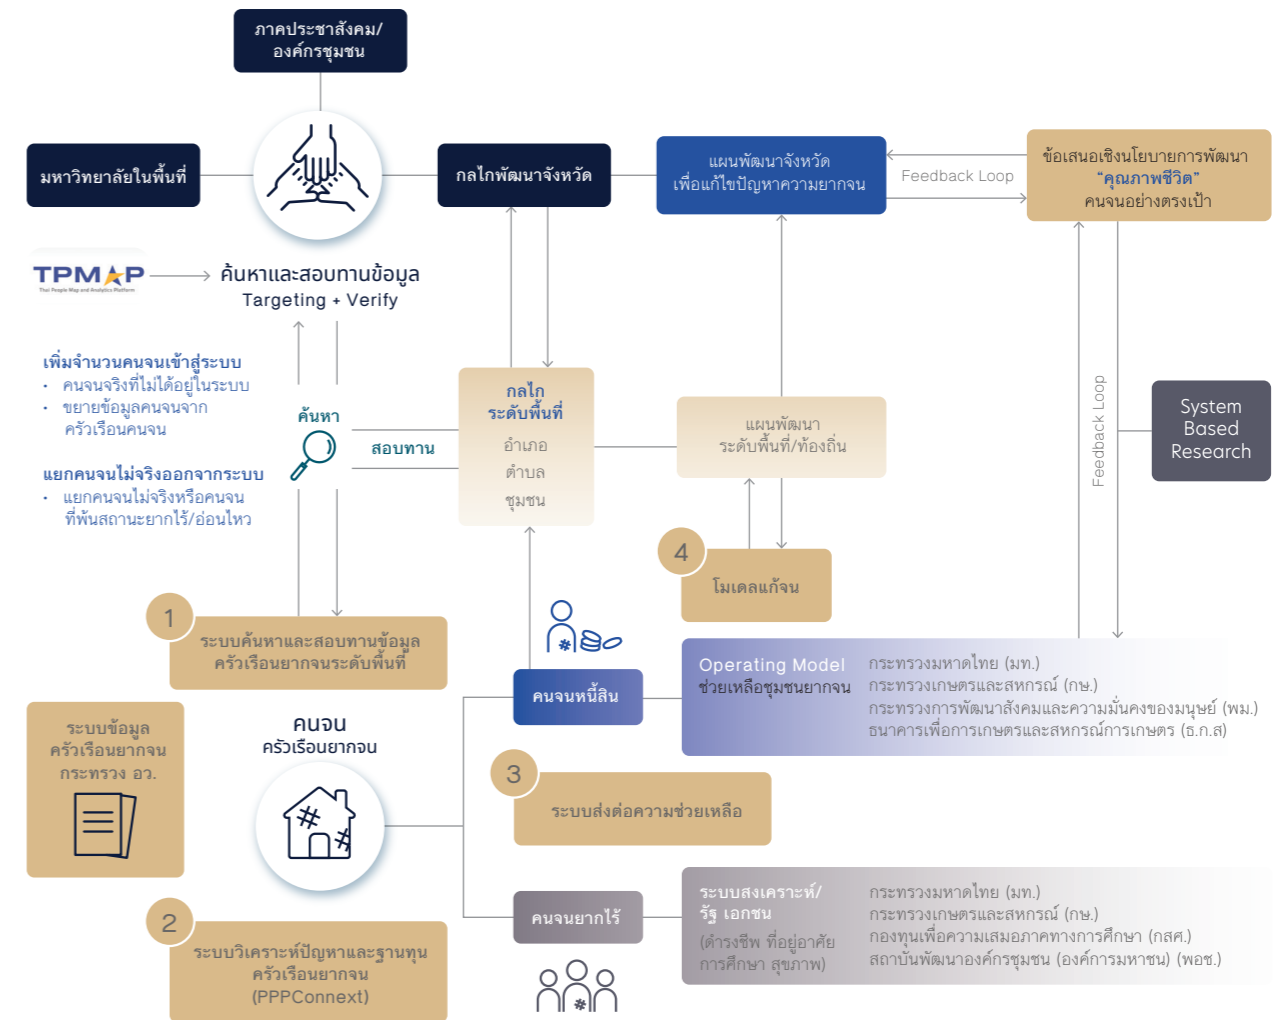 ภาคประชาสังคม/
องค์กรชุมชน
มหาวิทยาลัยในพื้นที่
กลไกพัฒนาจังหวัด
แผนพัฒนาจังหวัด
เพื่อแก้ไขปัญหาความยากจน
Feedback Loop
ข้อเสนอเชิงนโยบายการพัฒนา
“คุณภาพชีวิต”
คนจนอย่างตรงเป้า
TPMAP
Thai People Map and Analytics Platform
ค้นหาและสอบทานข้อมูล
Targeting + Verify
เพิ่มจำนวนคนจนเข้าสู่ระบบ
• คนจนจริงที่ไม่ได้อยู่ในระบบ
• ขยายข้อมูลคนจนจาก
ครัวเรือนคนจน
แยกคนจนไม่จริงออกจากระบบ
• แยกคนจนไม่จริงหรือคนจน
ที่พ้นสถานะยากไร้/อ่อนไหว
ค้นหา
สอบทาน
กลไก
ระดับพื้นที่
อำเภอ
ตำบล
ชุมชน
แผนพัฒนา
ระดับพื้นที่/ท้องถิ่น
Feedback Loop
System
Based
Research
4
โมเดลแก้จน
1
ระบบค้นหาและสอบทานข้อมูล
ครัวเรือนยากจนระดับพื้นที่
ระบบข้อมูล
ครัวเรือนยากจน
กระทรวง อว.
คนจน
ครัวเรือนยากจน
คนจนหนี้สิน
Operating Model
ช่วยเหลือชุมชนยากจน
กระทรวงมหาดไทย (มท.)
กระทรวงเกษตรและสหกรณ์ (กษ.)
กระทรวงการพัฒนาสังคมและความมั่นคงของมนุษย์ (พม.)
ธนาคารเพื่อการเกษตรและสหกรณ์การเกษตร (ธ.ก.ส)
3
ระบบส่งต่อความช่วยเหลือ
2
ระบบวิเคราะห์ปัญหาและฐานทุน
ครัวเรือนยากจน
(PPPConnext)
คนจนยากไร้
ระบบสงเคราะห์/
รัฐ เอกชน
(ดำรงชีพ ที่อยู่อาศัย
การศึกษา สุขภาพ)
กระทรวงมหาดไทย (มท.)
กระทรวงเกษตรและสหกรณ์ (กษ.)
กองทุนเพื่อความเสมอภาคทางการศึกษา (กสศ.)
สถาบันพัฒนาองค์กรชุมชน (องค์การมหาชน) (พอช.)